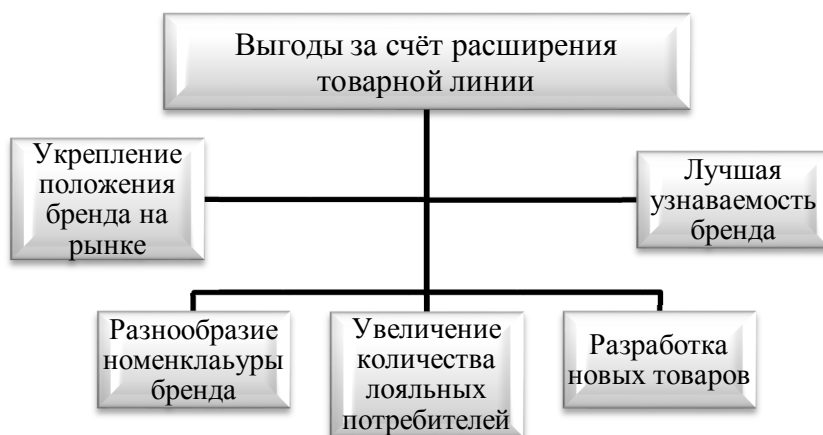 Выгоды за счёт расширения
товарной линии
Укрепление
положения
бренда на
рынке
Лучшая
узнаваемость
бренда
Разнообразие
номенклаьуры
бренда
Увеличение
количества
лояльных
потребителей
Разработка
новых товаров